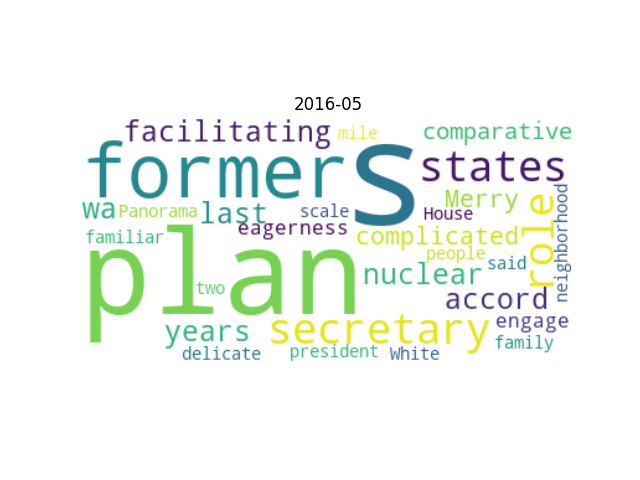 2016-05
facilitating mile comparative
former s states
wa Panorama last scale House Merry role neighborhood
familiar eagerness complicated
plan two nuclear people said
years secretary accord engage
delicate president White family